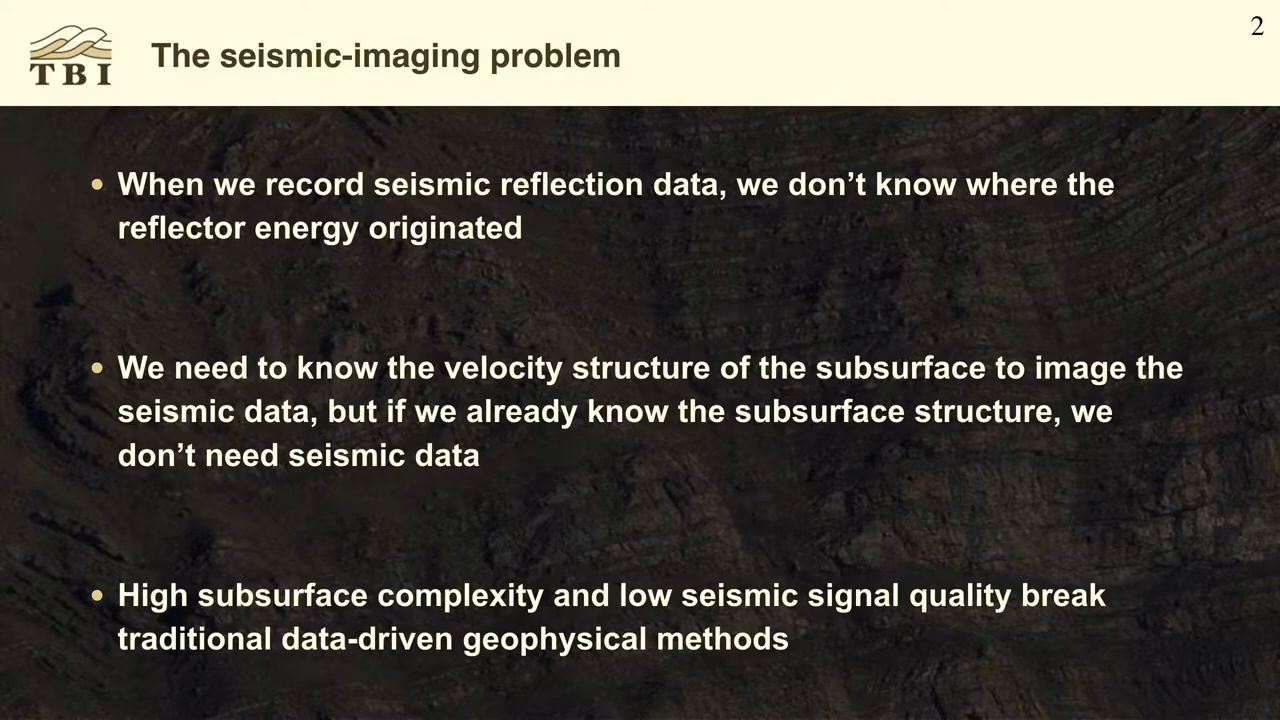 2
TBI
The seismic-imaging problem
• When we record seismic reflection data, we don’t know where the
reflector energy originated
• We need to know the velocity structure of the subsurface to image the
seismic data, but if we already know the subsurface structure, we
don’t need seismic data
• High subsurface complexity and low seismic signal quality break
traditional data-driven geophysical methods